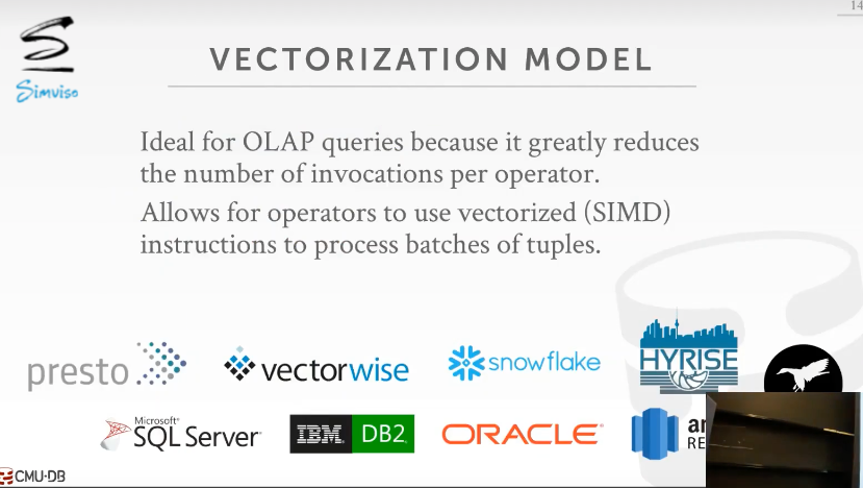 14
Simviso
VECTORIZATION MODEL
Ideal for OLAP queries because it greatly reduces
the number of invocations per operator.
Allows for operators to use vectorized (SIMD)
instructions to process batches of tuples.
presto
vectorwise
snowflake
HYRISE
Microsoft®
SQL Server
IBM DB2
ORACLE
CMU·DB